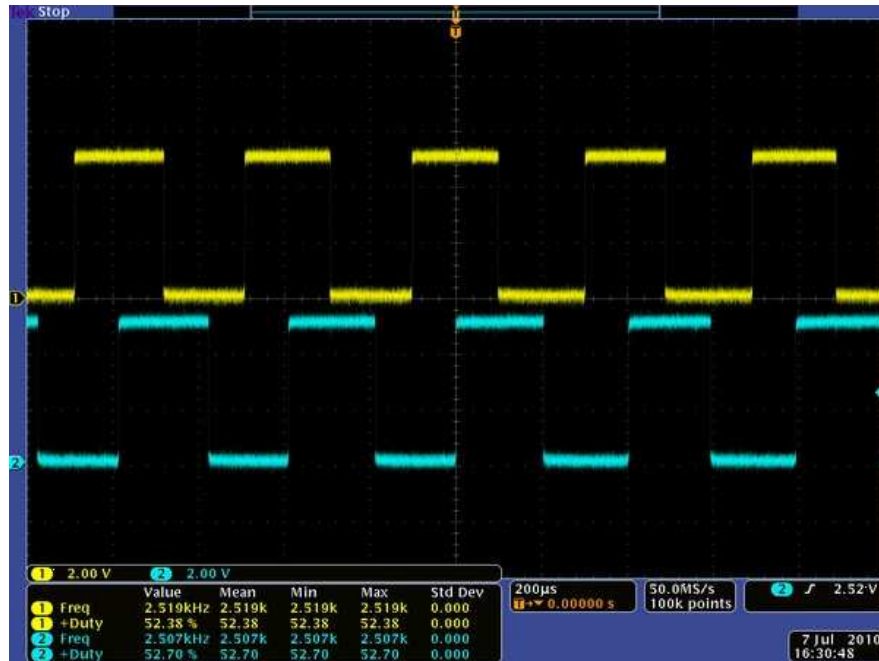 Tek Stop
T
1
2
1 2.00 V 2 2.00 V
Value Mean Min Max Std Dev
1 Freq 2.519kHz 2.519k 2.519k 2.519k 0.000
1 +Duty 52.38 % 52.38 52.38 52.38 0.000
2 Freq 2.507kHz 2.507k 2.507k 2.507k 0.000
2 +Duty 52.70 % 52.70 52.70 52.70 0.000
200µs
T→▼ 0.00000 s
50.0MS/s
100k points
2 ƒ 2.52 V
7 Jul 2010
16:30:48